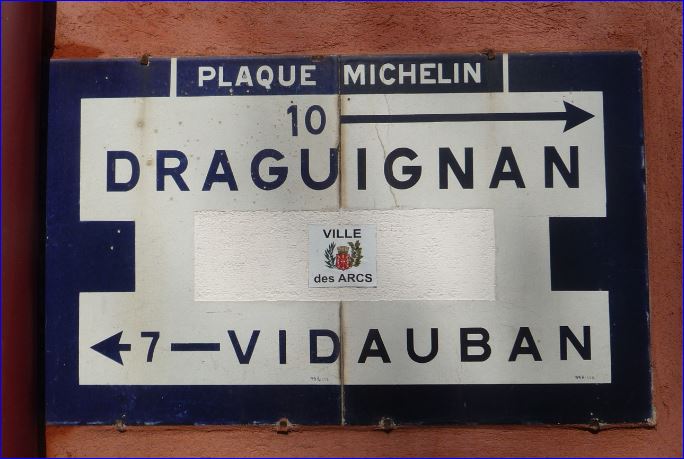 PLAQUE MICHELIN
10
DRAGUIGNAN
VILLE
des ARCS
7 VIDAUBAN